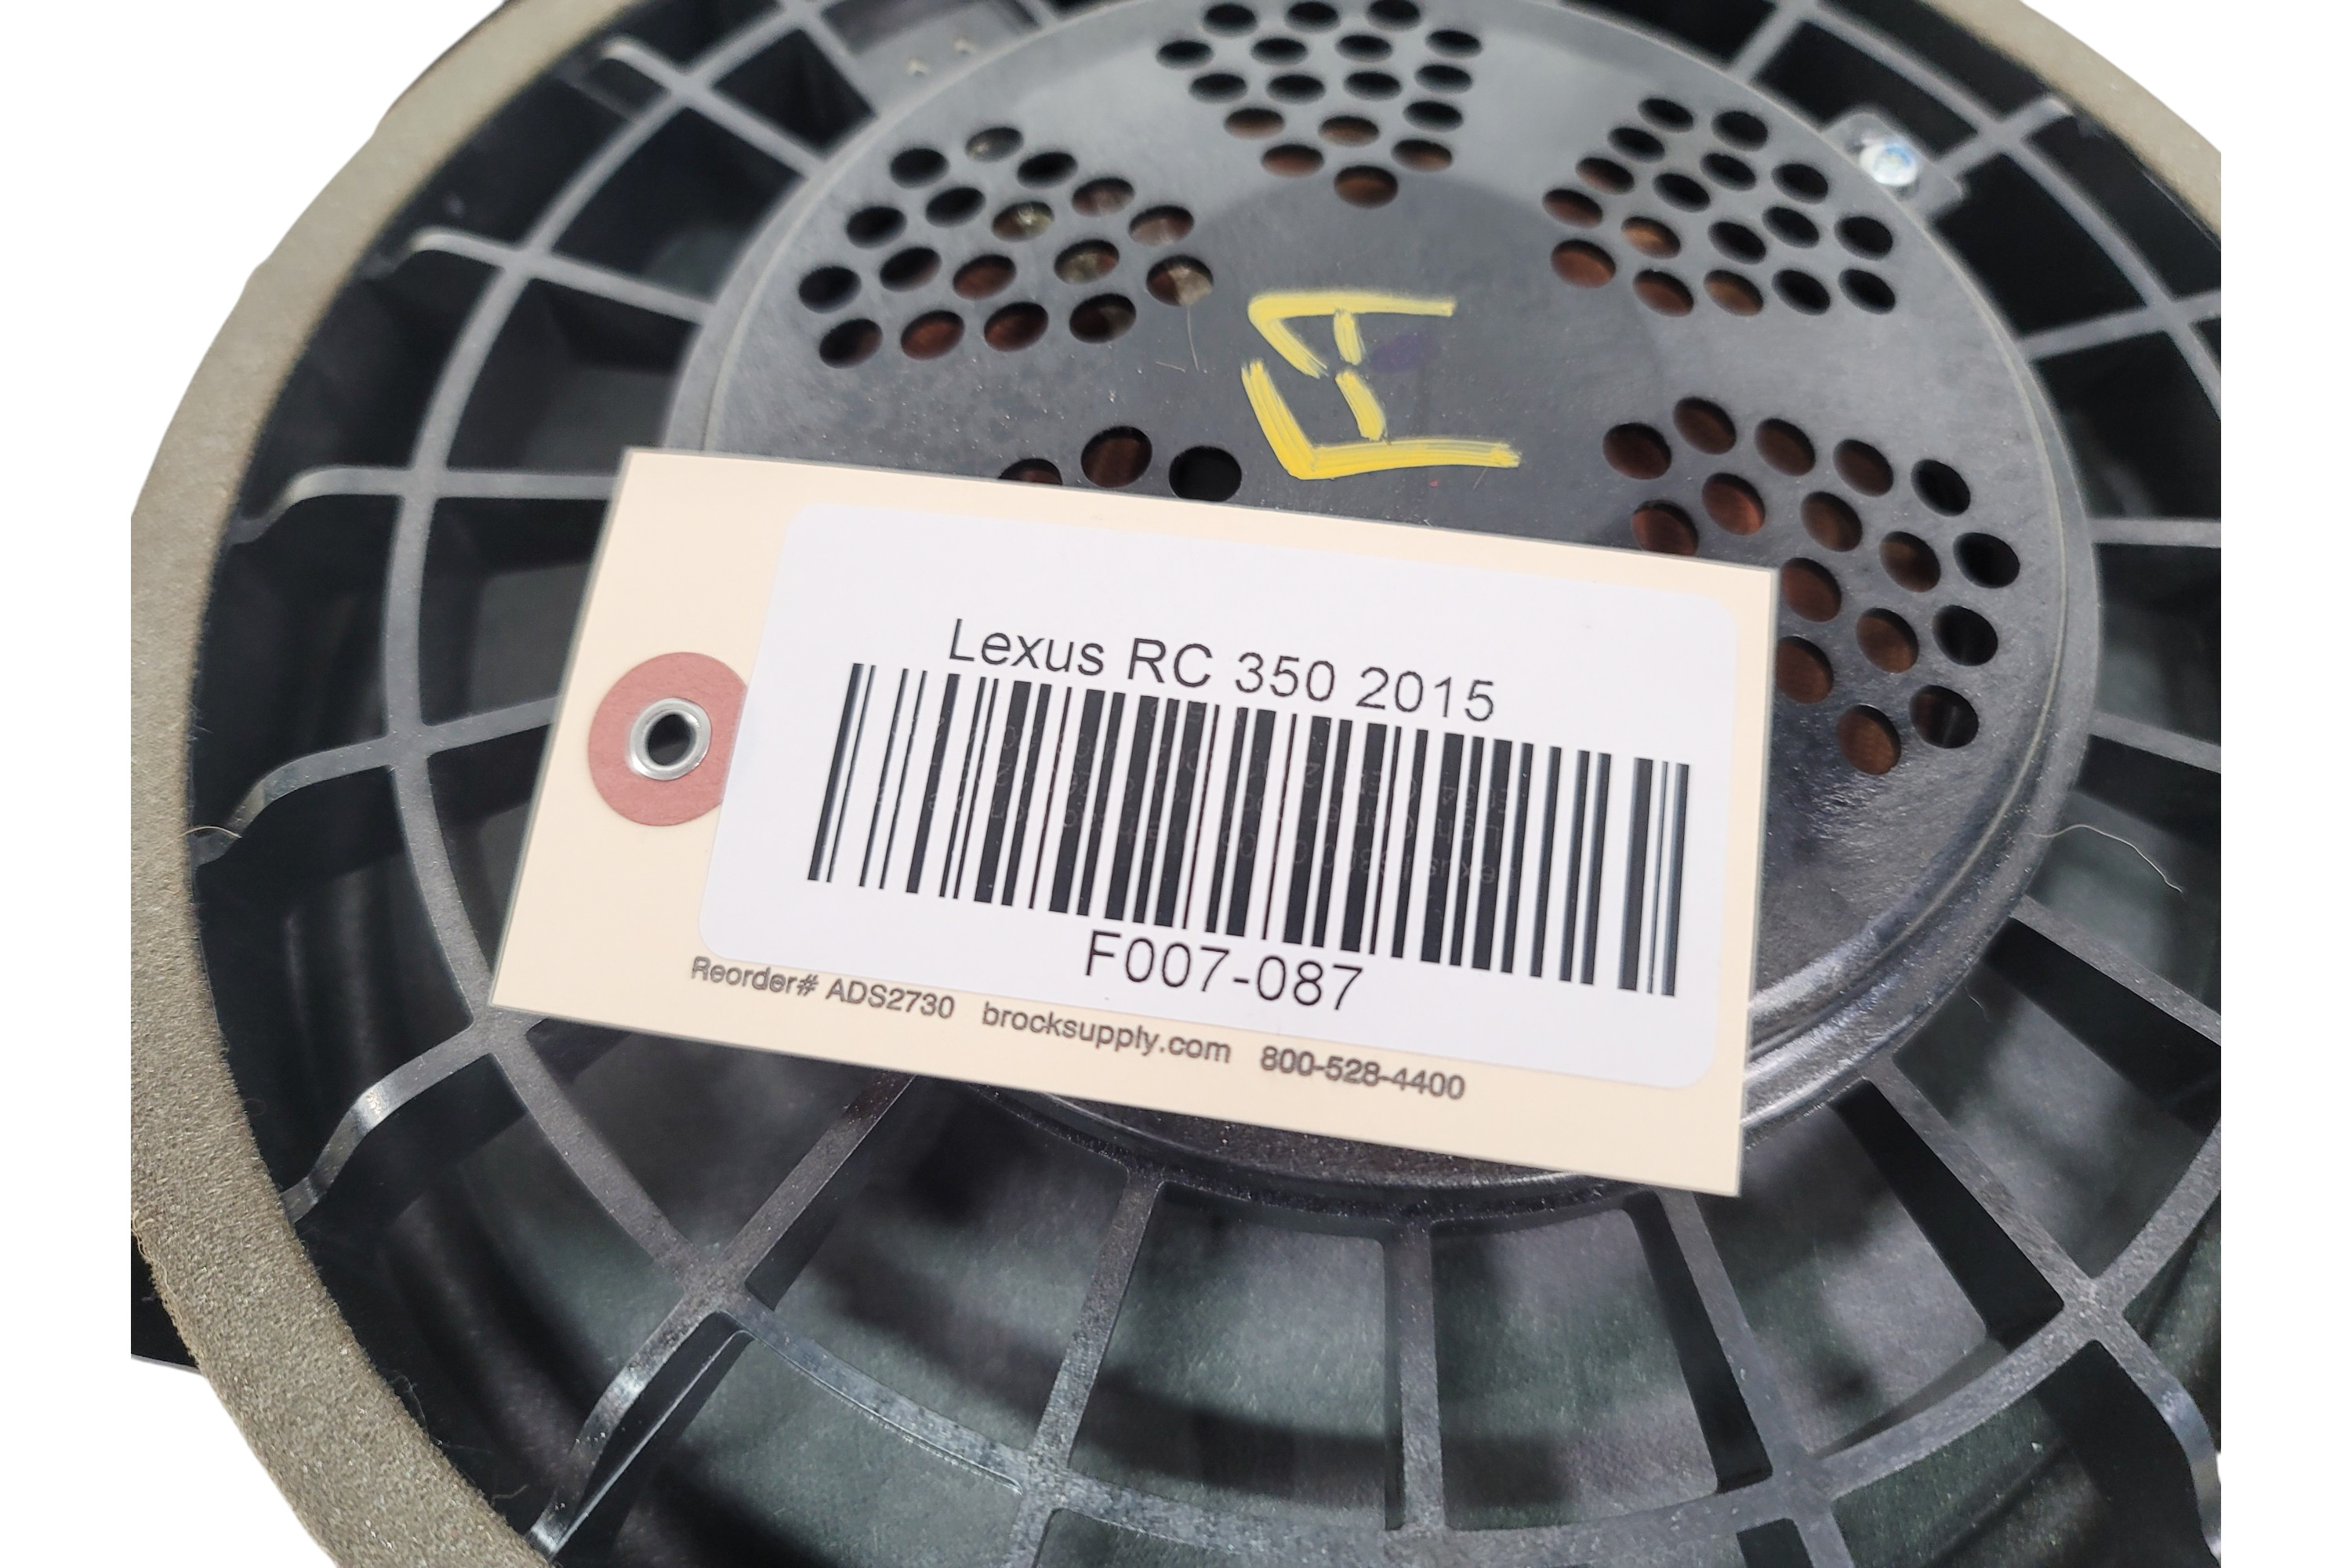 Lexus RC 350 2015
F007-087
Reorder# ADS2730 brocksupply.com 800-528-4400